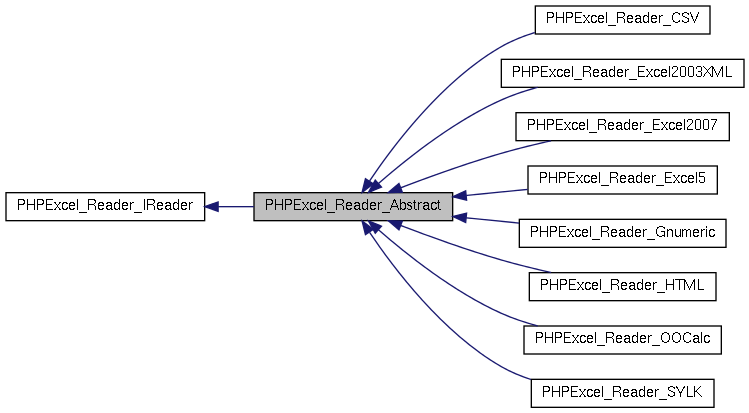 PHPExcel_Reader_CSV
PHPExcel_Reader_Excel2003XML
PHPExcel_Reader_Excel2007
PHPExcel_Reader_Excel5
PHPExcel_Reader_IReader
PHPExcel_Reader_Abstract
PHPExcel_Reader_Gnumeric
PHPExcel_Reader_HTML
PHPExcel_Reader_OOCalc
PHPExcel_Reader_SYLK